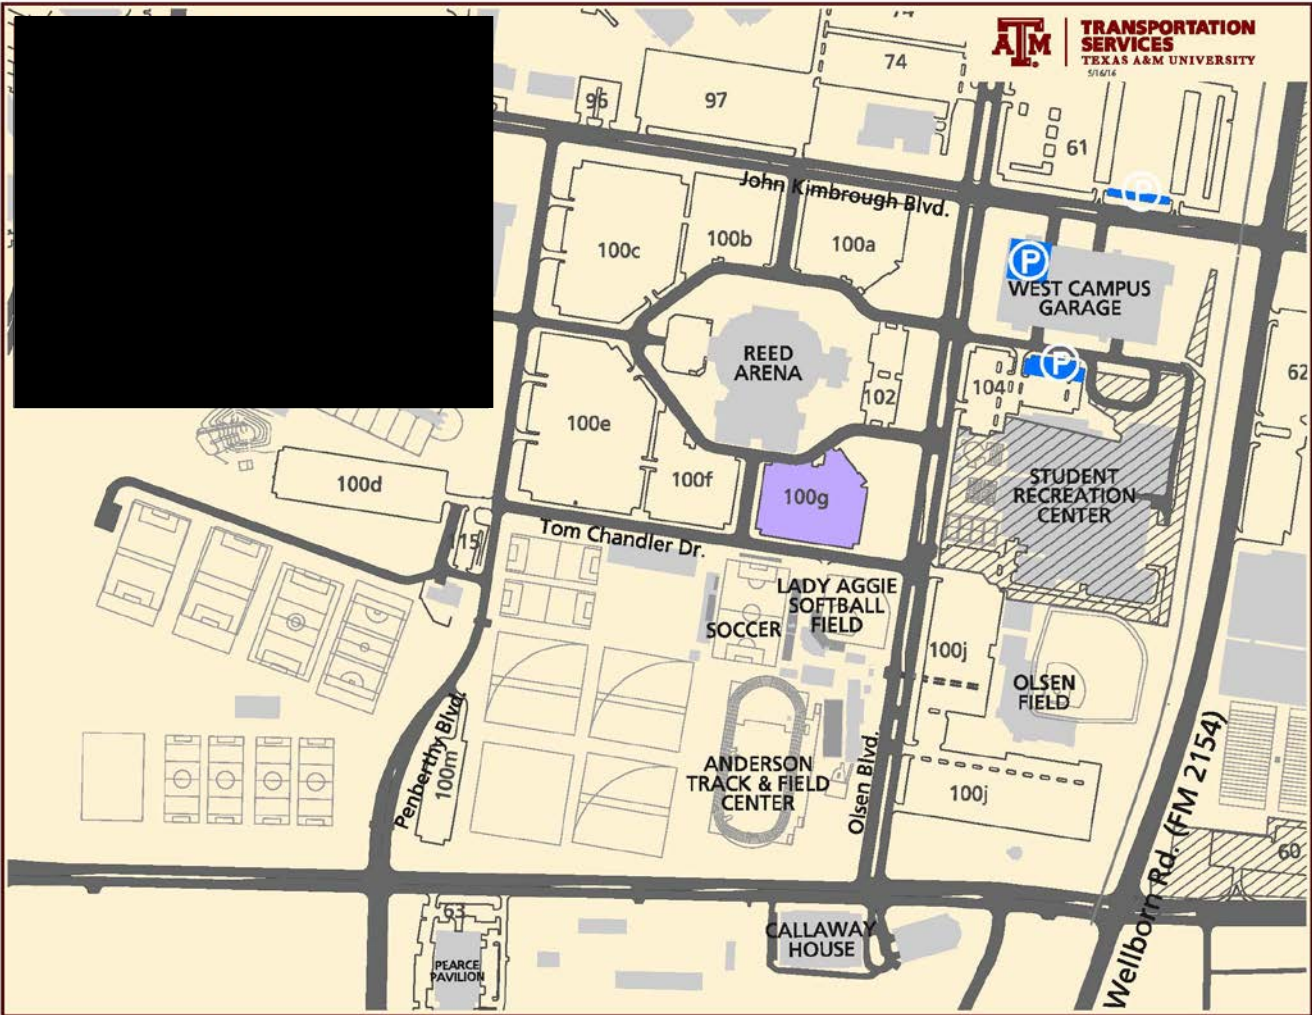 74
TRANSPORTATION
SERVICES
TEXAS A&M UNIVERSITY
5/16/16
ATM
74
96
97
61
John Kimbrough Blvd.
100c
100b
100a
P
P
WEST CAMPUS
GARAGE
REED
ARENA
P
62
104
102
100e
100d
100f
100g
STUDENT
RECREATION
CENTER
Tom Chandler Dr.
115
LADY AGGIE
SOFTBALL
FIELD
SOCCER
100j
OLSEN
FIELD
Penberthy Blvd.
100m
ANDERSON
TRACK & FIELD
CENTER
Olsen Blvd.
100j
Wellborn Rd. (FM 2154)
60
63
CALLAWAY
HOUSE
PEARCE
PAVILION